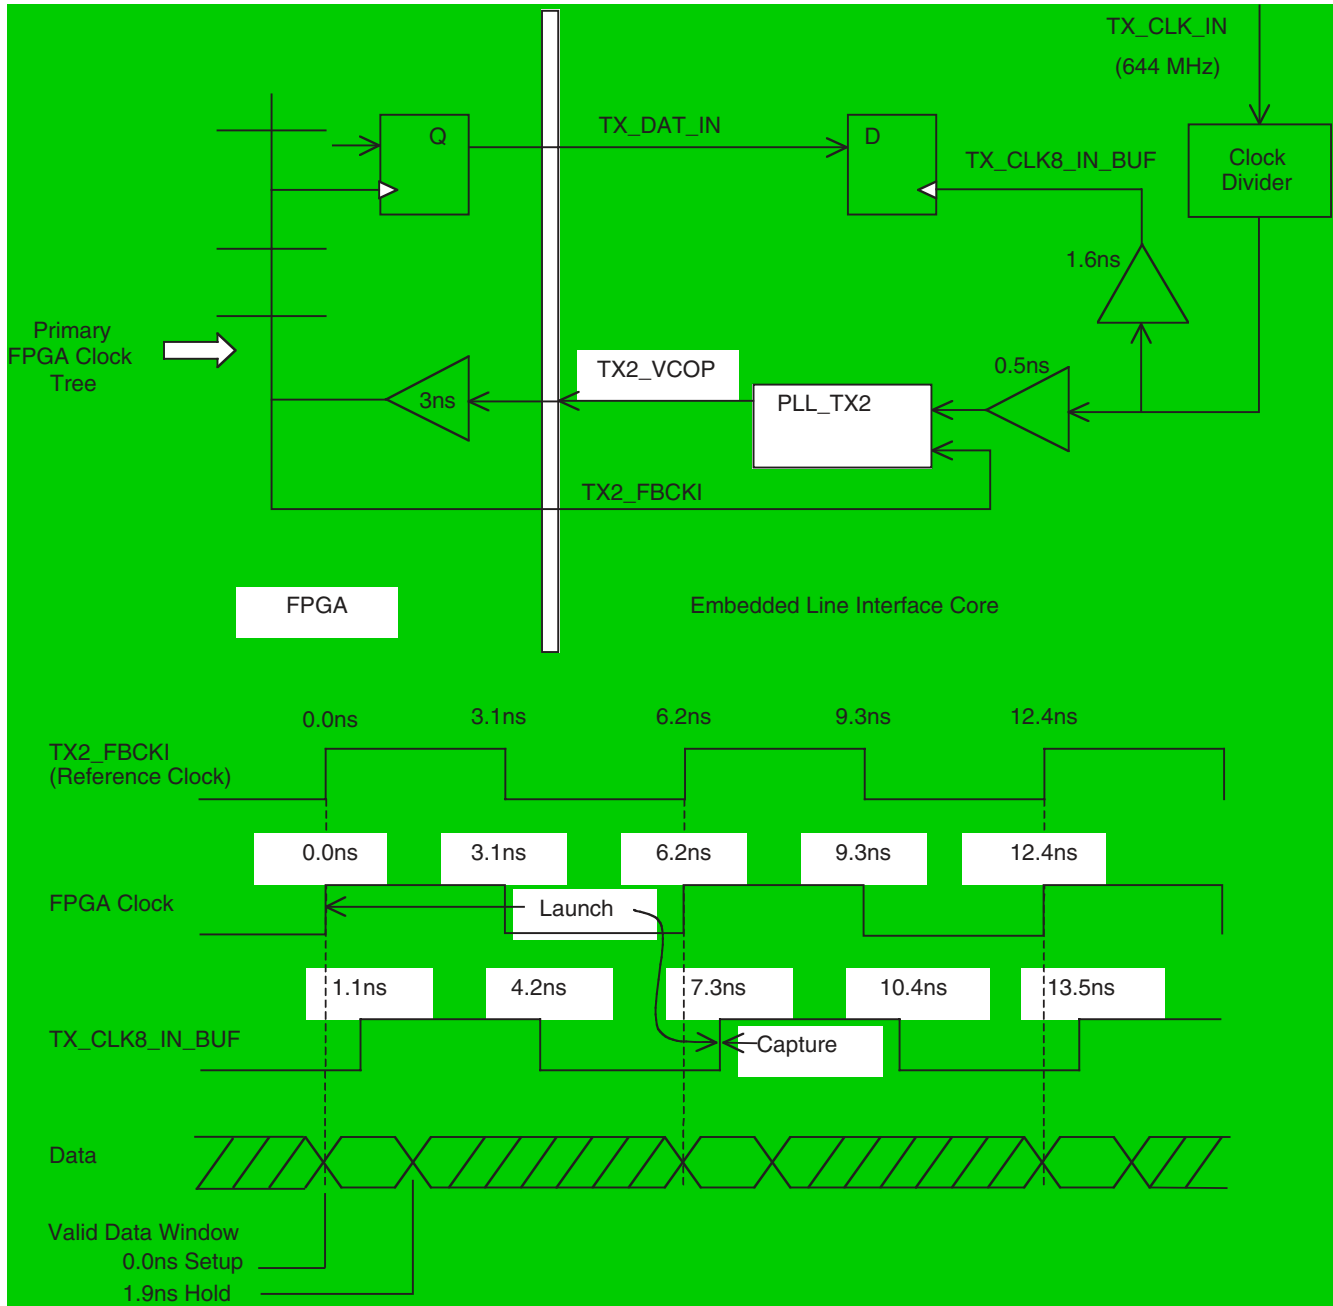 TX_CLK_IN
(644 MHz)
Q
TX_DAT_IN
D
TX_CLK8_IN_BUF
Clock
Divider
1.6ns
Primary
FPGA Clock
Tree
3ns
TX2_VCOP
PLL_TX2
0.5ns
TX2_FBCKI
FPGA
Embedded Line Interface Core
0.0ns 3.1ns 6.2ns 9.3ns 12.4ns
TX2_FBCKI
(Reference Clock)
0.0ns 3.1ns 6.2ns 9.3ns 12.4ns
FPGA Clock
Launch
1.1ns 4.2ns 7.3ns 10.4ns 13.5ns
TX_CLK8_IN_BUF
Capture
Data
Valid Data Window
0.0ns Setup
1.9ns Hold